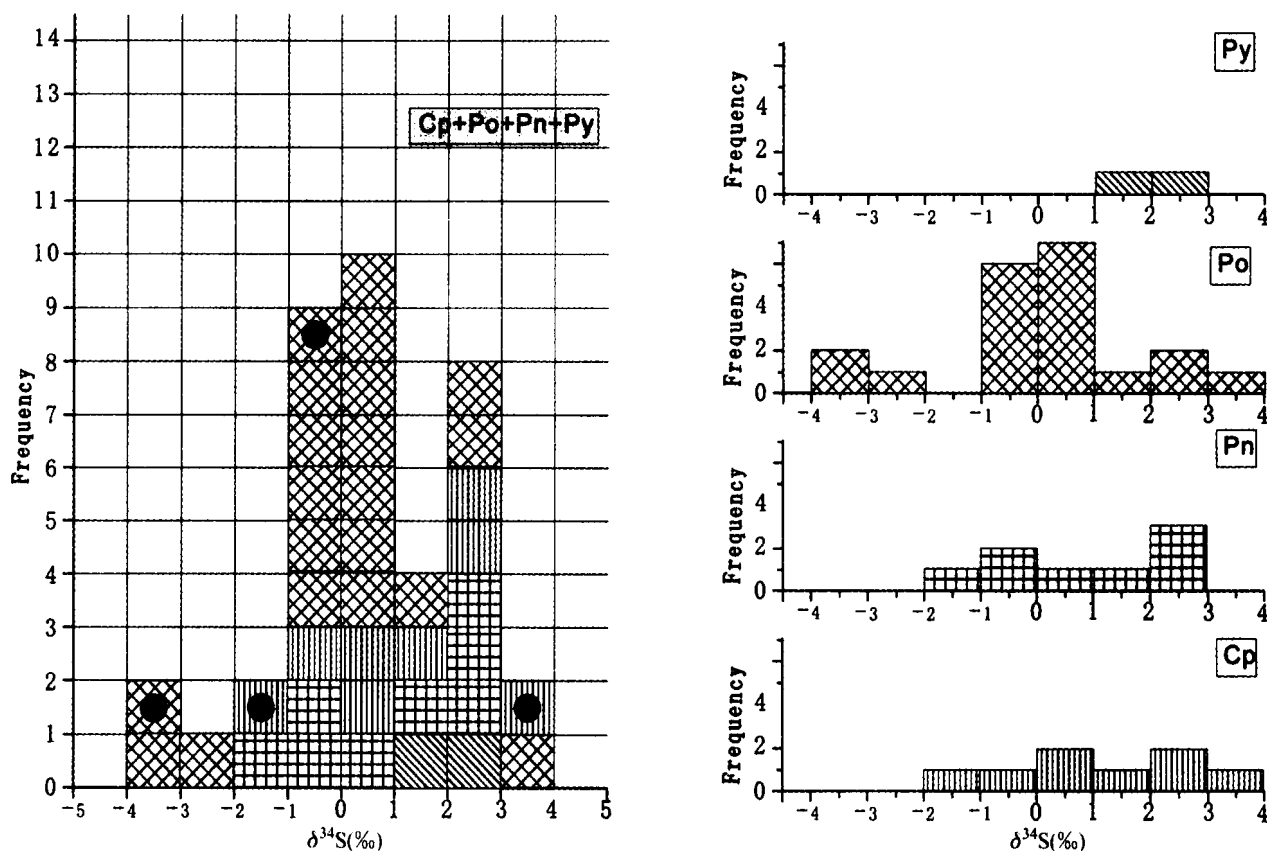 14
13
12
11
10
9
8
7
6
5
4
3
2
1
0
Frequency
Cp+Po+Pn+Py
-5 -4 -3 -2 -1 0 1 2 3 4 5
δ³⁴S(‰)
Py
Frequency
4
2
0
-4 -3 -2 -1 0 1 2 3 4
Po
Frequency
4
2
0
-4 -3 -2 -1 0 1 2 3 4
Pn
Frequency
4
2
0
-4 -3 -2 -1 0 1 2 3 4
Cp
Frequency
4
2
0
-4 -3 -2 -1 0 1 2 3 4
δ³⁴S(‰)